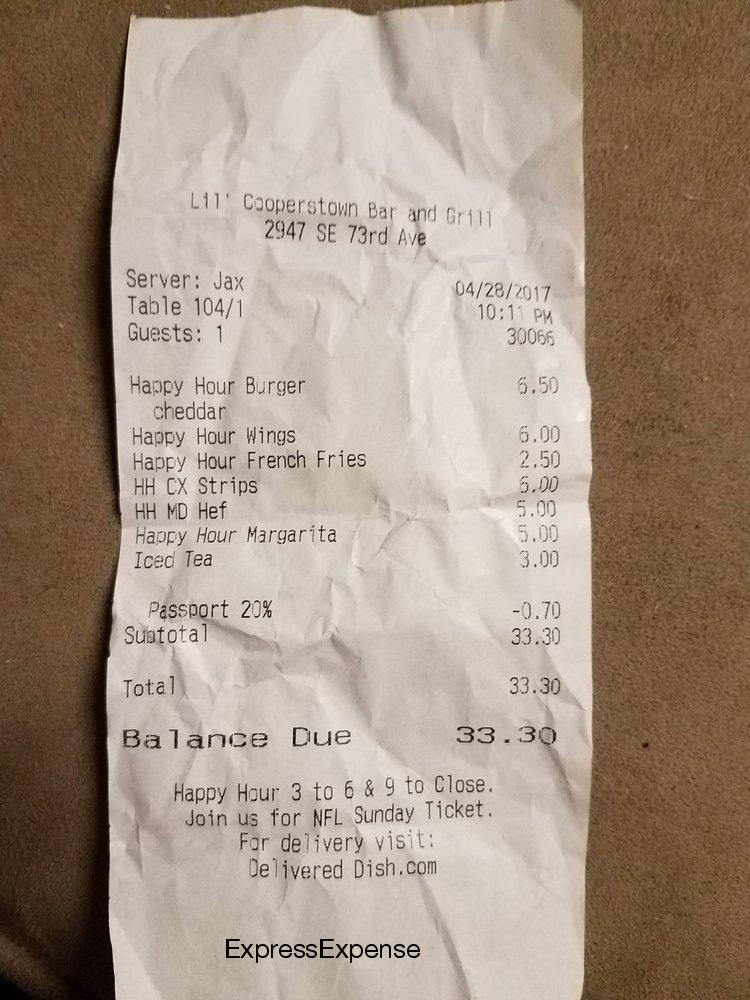 Lil' Cooperstown Bar and Grill
2947 SE 73rd Ave
Server: Jax 04/28/2017
Table 104/1 10:11 PM
Guests: 1 30066
Happy Hour Burger 6.50
cheddar
Happy Hour Wings 6.00
Happy Hour French Fries 2.50
HH CX Strips 6.00
HH MD Hef 5.00
Happy Hour Margarita 5.00
Iced Tea 3.00
Passport 20% -0.70
Subtotal 33.30
Total 33.30
Balance Due 33.30
Happy Hour 3 to 6 & 9 to Close.
Join us for NFL Sunday Ticket.
For delivery visit:
Delivered Dish.com
ExpressExpense